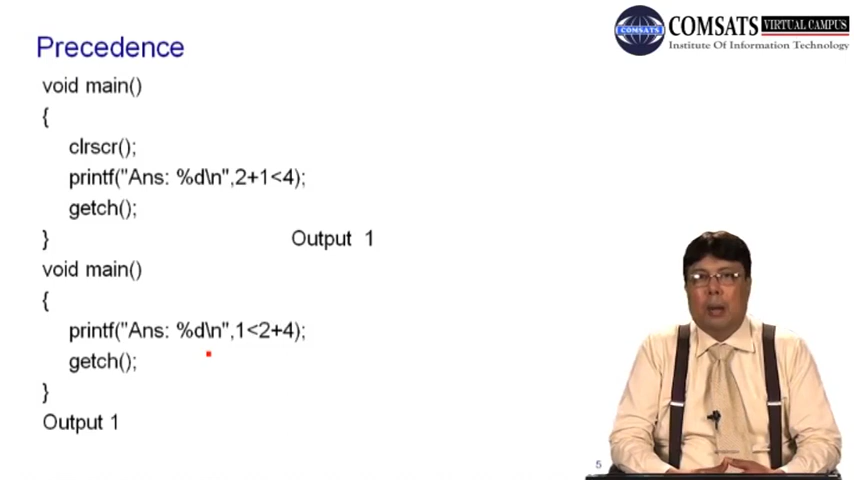 COMSATS VIRTUAL CAMPUS
COMSATS
Institute Of Information Technology
Precedence
void main()
{
clrscr();
printf("Ans: %d\n",2+1<4);
getch();
} Output 1
void main()
{
printf("Ans: %d\n",1<2+4);
getch();
}
Output 1
5